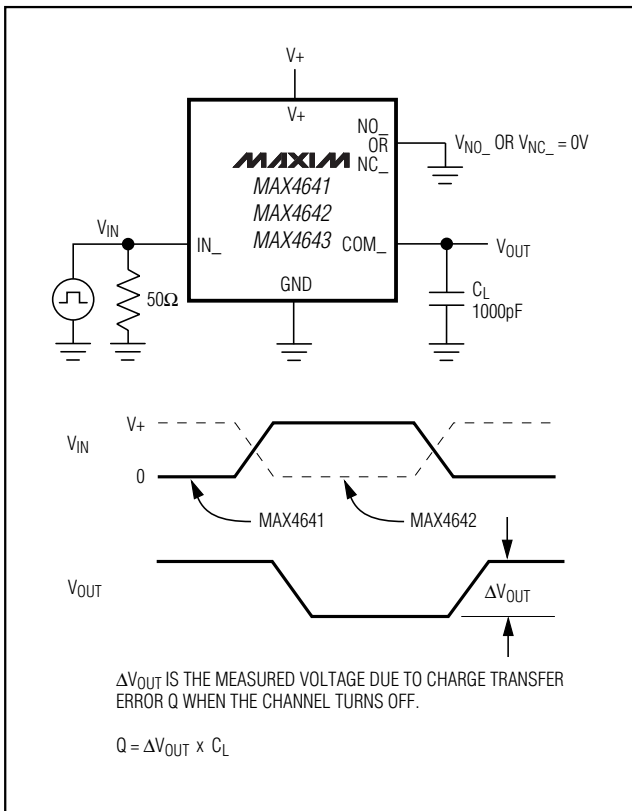 V+
V+
NO_
OR
NC_
V_NO_ OR V_NC_ = 0V
MAXIM
MAX4641
MAX4642
MAX4643
V_IN
IN_
COM_
V_OUT
50Ω
GND
C_L
1000pF
V+
V_IN
0
MAX4641
MAX4642
V_OUT
ΔV_OUT
ΔV_OUT IS THE MEASURED VOLTAGE DUE TO CHARGE TRANSFER
ERROR Q WHEN THE CHANNEL TURNS OFF.
Q = ΔV_OUT x C_L